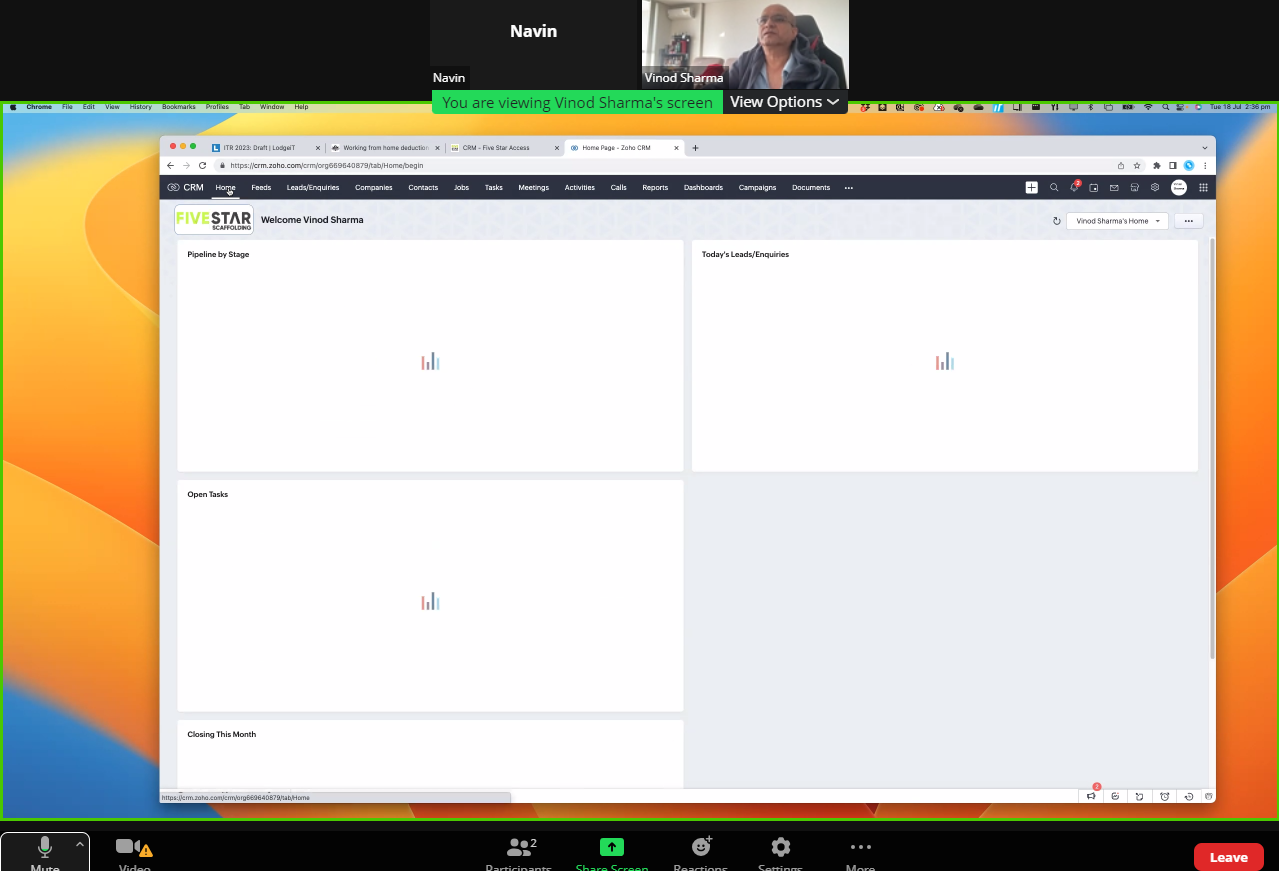 Navin
Navin
Vinod Sharma
You are viewing Vinod Sharma's screen
View Options
Chrome File Edit View History Bookmarks Profiles Tab Window Help
Tue 18 Jul 2:36 pm
ITR 2023: Draft | LodgeiT
Working from home deduction
CRM - Five Star Access
Home Page - Zoho CRM
https://crm.zoho.com/crm/org669640879/tab/Home/begin
CRM Home Feeds Leads/Enquiries Companies Contacts Jobs Tasks Meetings Activities Calls Reports Dashboards Campaigns Documents
FIVESTAR
SCAFFOLDING
Welcome Vinod Sharma
Vinod Sharma's Home
Pipeline by Stage
Today's Leads/Enquiries
Open Tasks
Closing This Month
https://crm.zoho.com/crm/org669640879/tab/Home
2
Mute
Video
Participants
Share Screen
Reactions
Settings
More
Leave